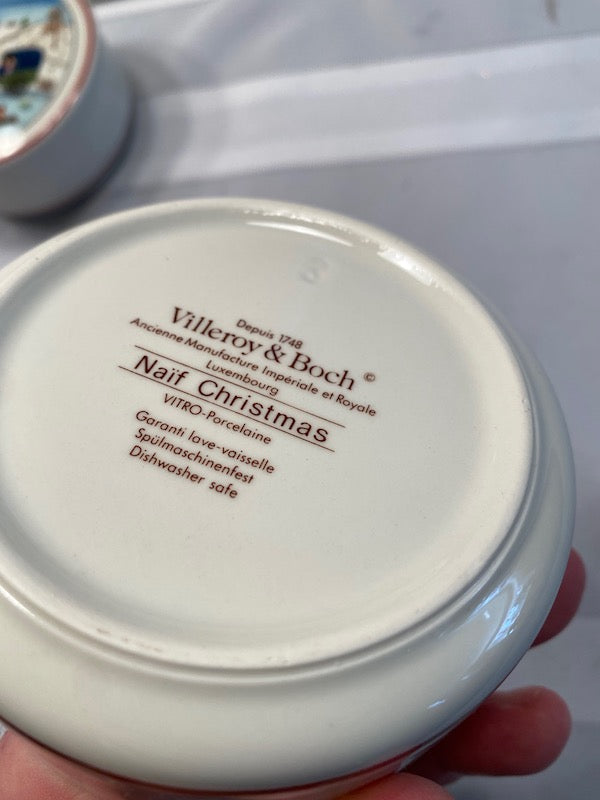 Depuis 1748
Villeroy & Boch ©
Ancienne Manufacture Impériale et Royale
Luxembourg
Naïf Christmas
VITRO-Porcelaine
Garanti lave-vaisselle
Spülmaschinenfest
Dishwasher safe